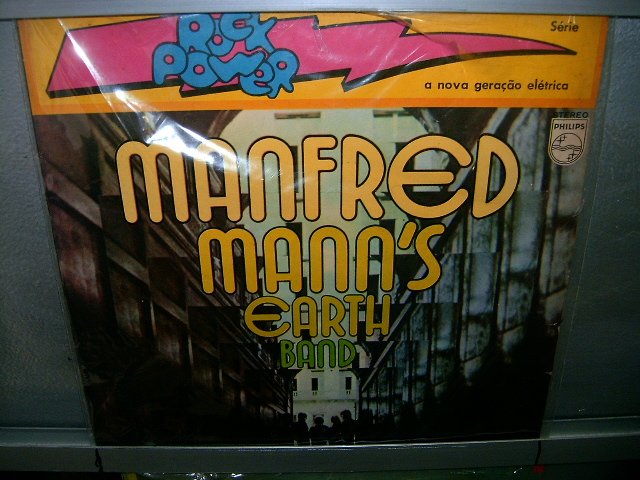 ROCK
POWER
Série
a nova geração elétrica
STEREO
PHILIPS
MANFRED
MANN'S
EARTH
BAND